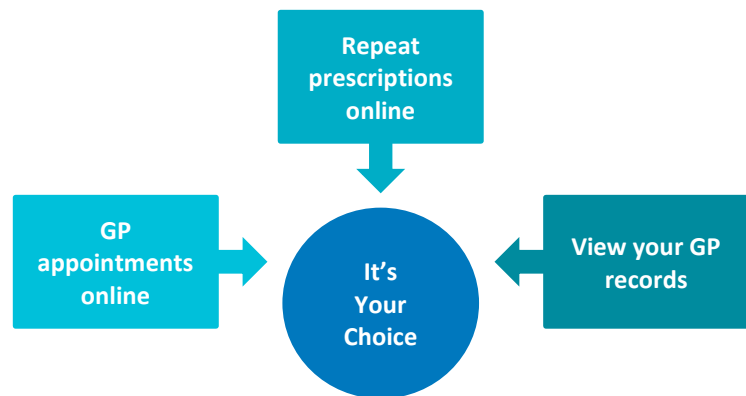 Repeat
prescriptions
online
GP
appointments
online
It’s
Your
Choice
View your GP
records